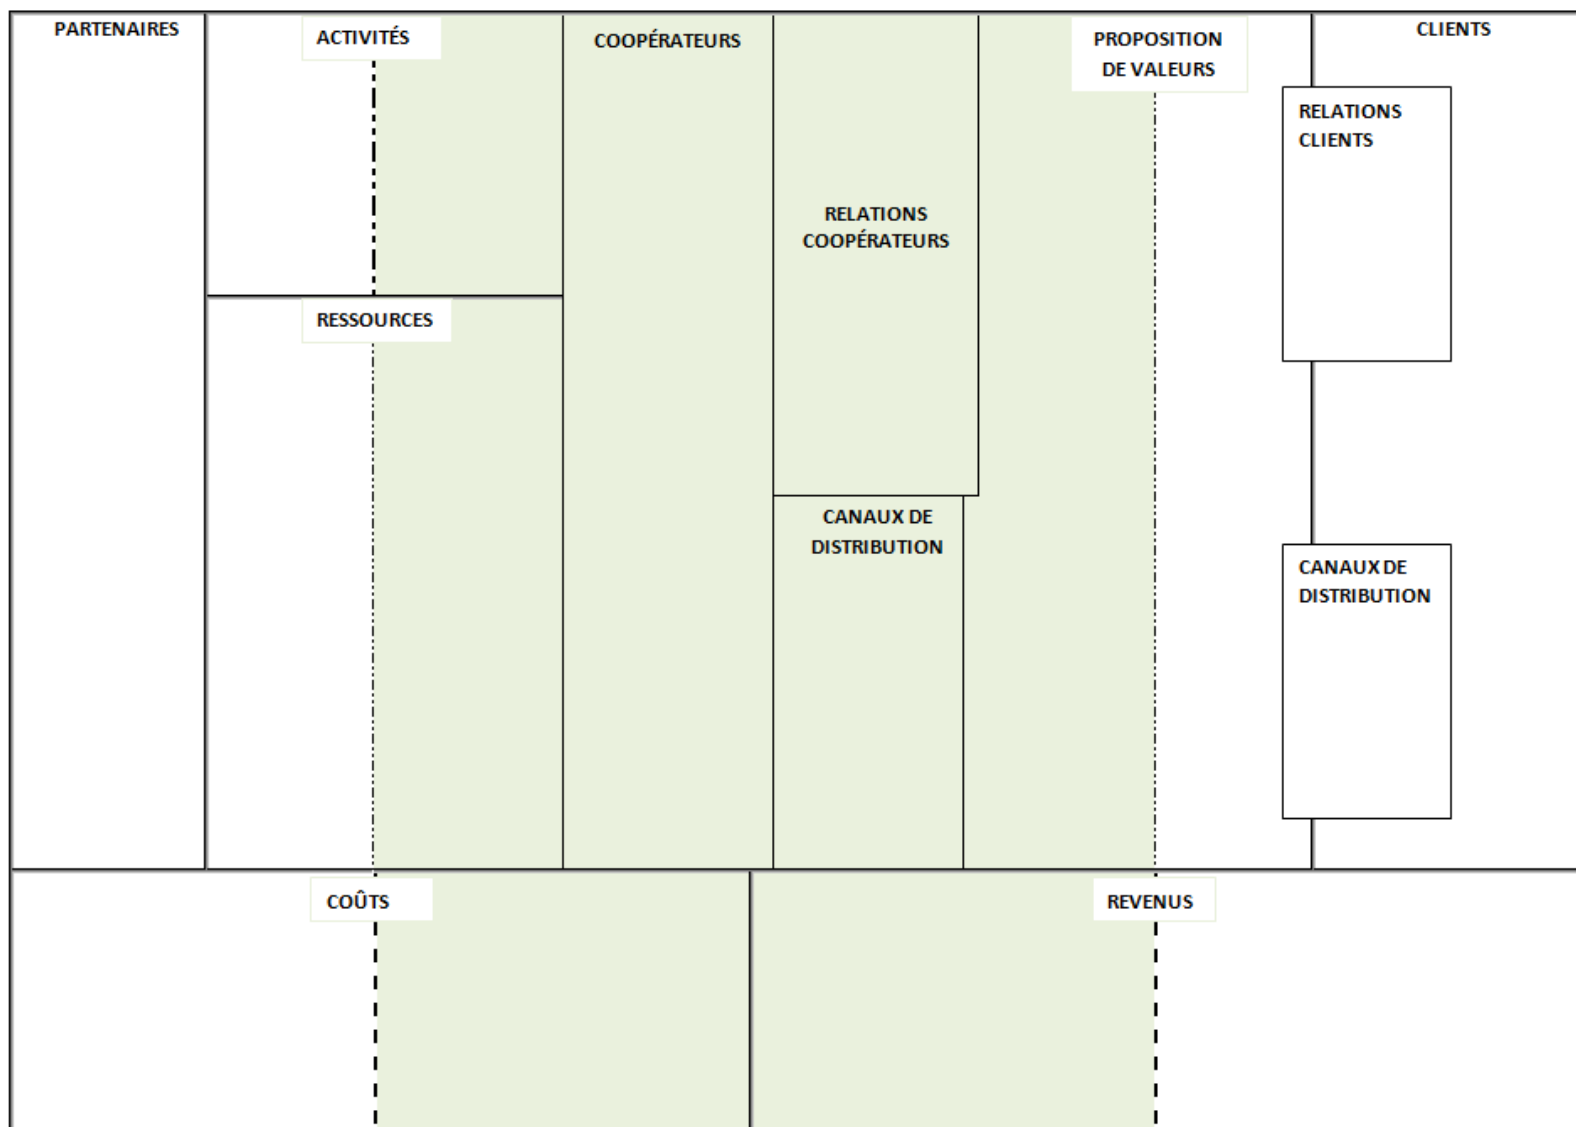 PARTENAIRES
ACTIVITÉS
COOPÉRATEURS
PROPOSITION
DE VALEURS
CLIENTS
RELATIONS
CLIENTS
RELATIONS
COOPÉRATEURS
RESSOURCES
CANAUX DE
DISTRIBUTION
CANAUX DE
DISTRIBUTION
COÛTS
REVENUS